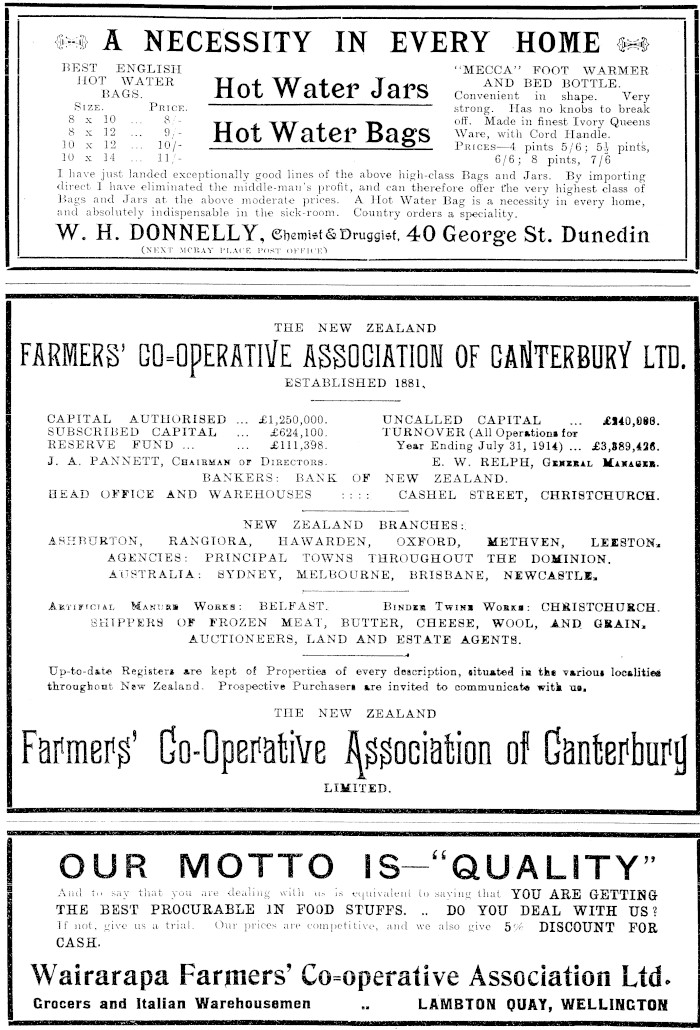 A NECESSITY IN EVERY HOME
BEST ENGLISH
HOT WATER
BAGS.
SIZE. PRICE.
8 x 10 ... 8/-
8 x 12 ... 9/-
10 x 12 ... 10/-
10 x 14 ... 11/-
Hot Water Jars
Hot Water Bags
"MECCA" FOOT WARMER
AND BED BOTTLE.
Convenient in shape. Very
strong. Has no knobs to break
off. Made in finest Ivory Queens
Ware, with Cord Handle.
PRICES—4 pints 5/6; 5½ pints,
6/6; 8 pints, 7/6
I have just landed exceptionally good lines of the above high-class Bags and Jars. By importing
direct I have eliminated the middle-man's profit, and can therefore offer the very highest class of
Bags and Jars at the above moderate prices. A Hot Water Bag is a necessity in every home,
and absolutely indispensable in the sick-room. Country orders a speciality.
W. H. DONNELLY, Chemist & Druggist, 40 George St. Dunedin
(NEXT MCRAY PLACE POST OFFICE)
THE NEW ZEALAND
FARMERS' CO=OPERATIVE ASSOCIATION OF CANTERBURY LTD.
ESTABLISHED 1881.
CAPITAL AUTHORISED ... £1,250,000.
SUBSCRIBED CAPITAL ... £624,100.
RESERVE FUND ... ... £111,398.
UNCALLED CAPITAL ...
TURNOVER (All Operations for
Year Ending July 31, 1914) ... £3,389,426.
J. A. PANNETT, CHAIRMAN OF DIRECTORS. E. W. RELPH, GENERAL MANAGER.
BANKERS: BANK OF NEW ZEALAND.
HEAD OFFICE AND WAREHOUSES :::: CASHEL STREET, CHRISTCHURCH.
NEW ZEALAND BRANCHES:
ASHBURTON, RANGIORA, HAWARDEN, OXFORD, METHVEN, LEESTON.
AGENCIES: PRINCIPAL TOWNS THROUGHOUT THE DOMINION.
AUSTRALIA: SYDNEY, MELBOURNE, BRISBANE, NEWCASTLE.
ARTIFICIAL MANURE WORKS: BELFAST. BINDER TWINE WORKS: CHRISTCHURCH.
SHIPPERS OF FROZEN MEAT, BUTTER, CHEESE, WOOL, AND GRAIN.
AUCTIONEERS, LAND AND ESTATE AGENTS.
Up-to-date Registers are kept of Properties of every description, situated in the various localities
throughout New Zealand. Prospective Purchasers are invited to communicate with us.
THE NEW ZEALAND
Farmers' Co-Operative Association of Canterbury
LIMITED.
OUR MOTTO IS—"QUALITY"
And to say that you are dealing with us is equivalent to saying that YOU ARE GETTING
THE BEST PROCURABLE IN FOOD STUFFS. .. DO YOU DEAL WITH US?
If not, give us a trial. Our prices are competitive, and we also give 5% DISCOUNT FOR
CASH.
Wairarapa Farmers' Co=operative Association Ltd.
Grocers and Italian Warehousemen .. LAMBTON QUAY, WELLINGTON